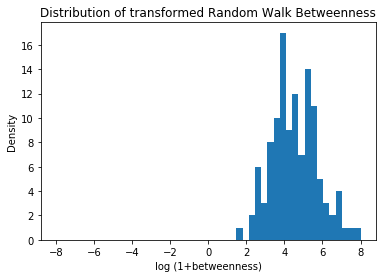 Distribution of transformed Random Walk Betweenness
Density
16
14
12
10
8
6
4
2
0
−8 −6 −4 −2 0 2 4 6 8
log (1+betweenness)